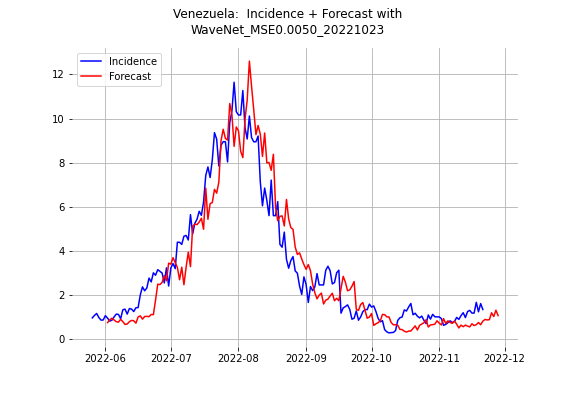 Venezuela:  Incidence + Forecast with
WaveNet_MSE0.0050_20221023
Incidence
Forecast
12
10
8
6
4
2
0
2022-06 2022-07 2022-08 2022-09 2022-10 2022-11 2022-12